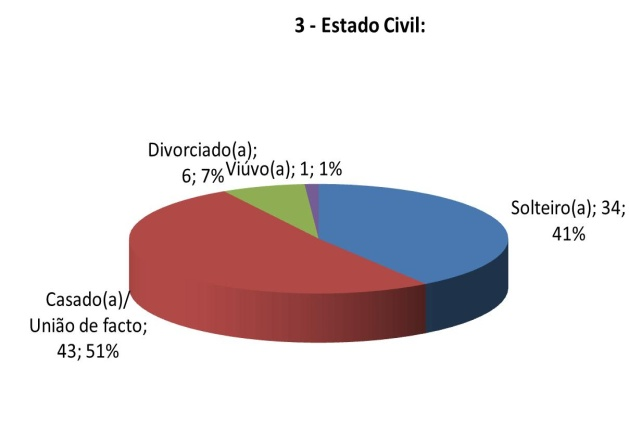 3 - Estado Civil:
Divorciado(a);
6; 7%
Viúvo(a); 1; 1%
Solteiro(a); 34;
41%
Casado(a)/
União de facto;
43; 51%